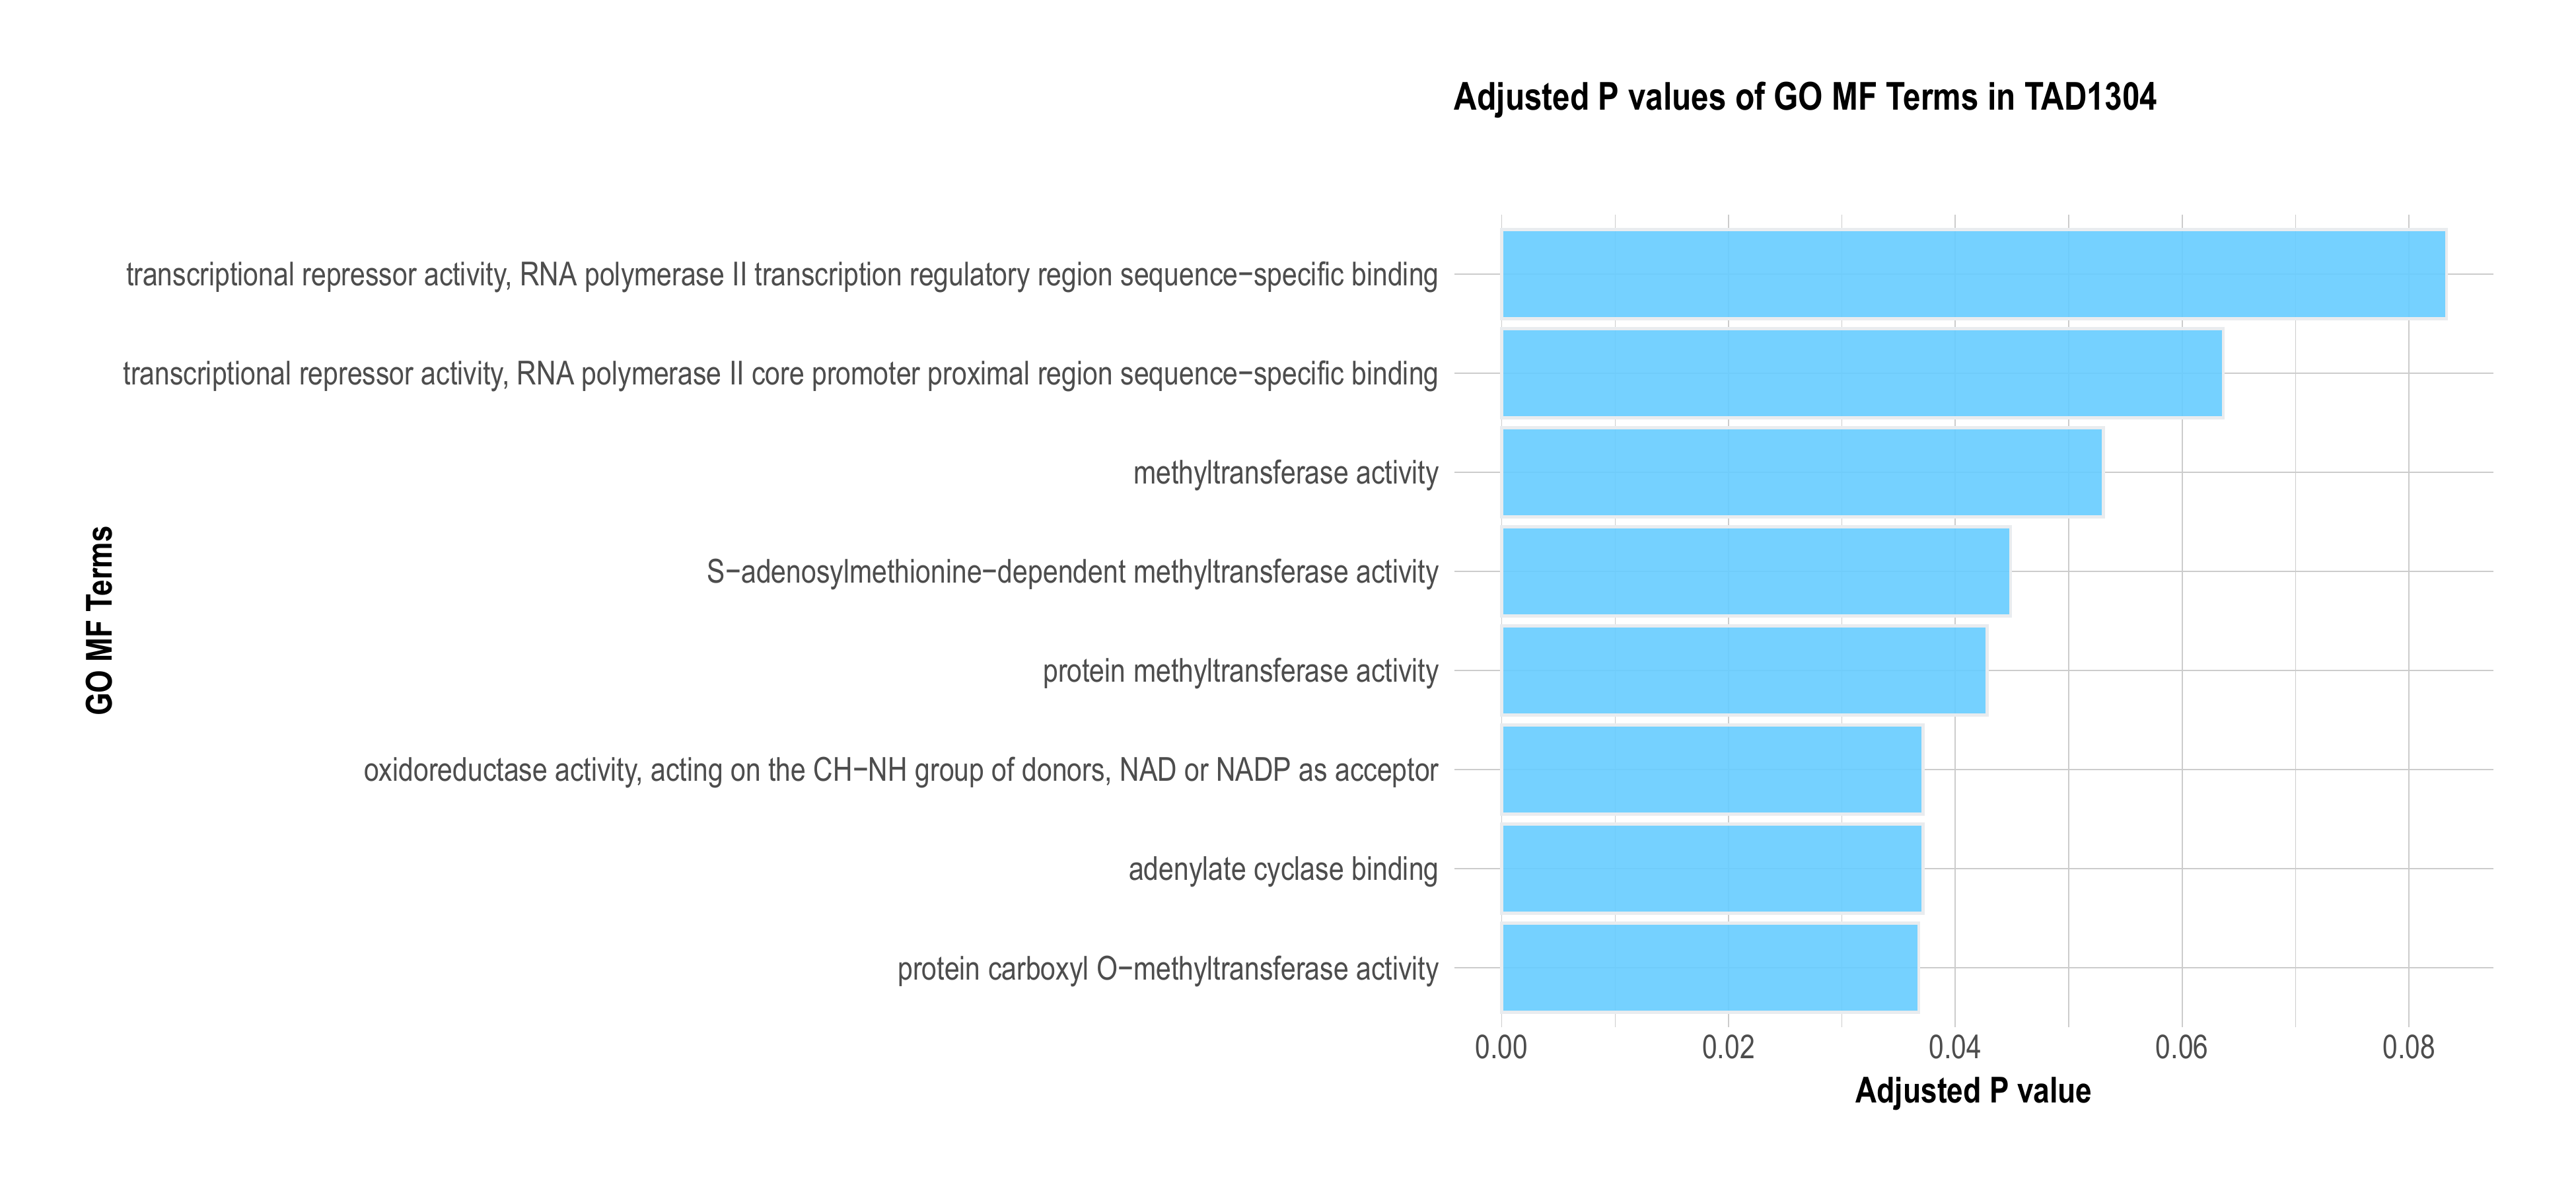 Adjusted P values of GO MF Terms in TAD1304
transcriptional repressor activity, RNA polymerase II transcription regulatory region sequence−specific binding
transcriptional repressor activity, RNA polymerase II core promoter proximal region sequence−specific binding
methyltransferase activity
S−adenosylmethionine−dependent methyltransferase activity
protein methyltransferase activity
oxidoreductase activity, acting on the CH−NH group of donors, NAD or NADP as acceptor
adenylate cyclase binding
protein carboxyl O−methyltransferase activity
GO MF Terms
0.00 0.02 0.04 0.06 0.08
Adjusted P value